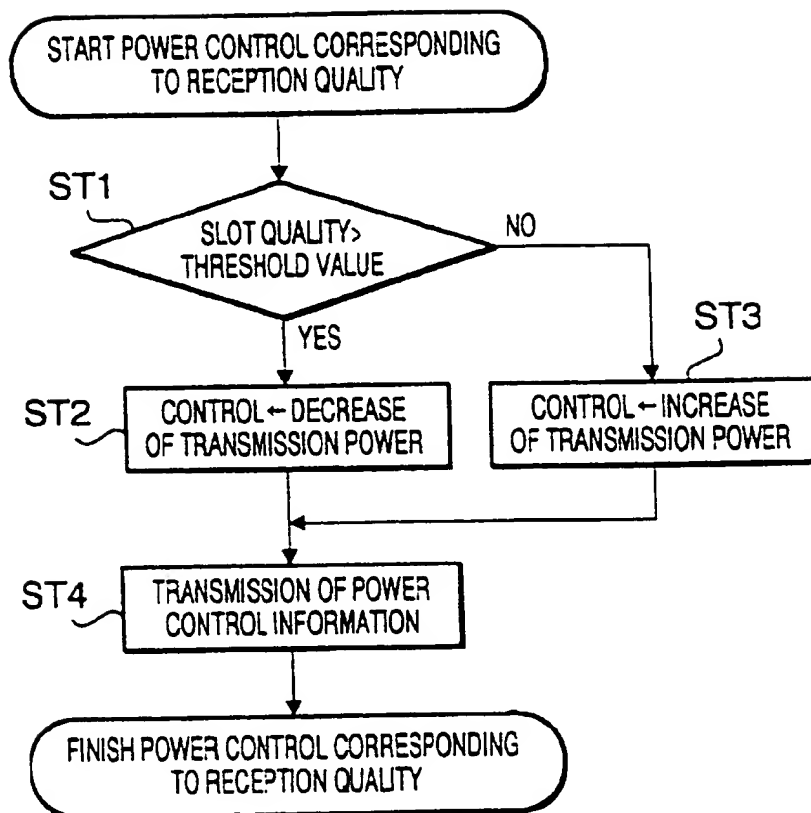 START POWER CONTROL CORRESPONDING
TO RECEPTION QUALITY
ST1
SLOT QUALITY>
THRESHOLD VALUE
NO
YES
ST3
ST2
CONTROL←DECREASE
OF TRANSMISSION POWER
CONTROL←INCREASE
OF TRANSMISSION POWER
ST4
TRANSMISSION OF POWER
CONTROL INFORMATION
FINISH POWER CONTROL CORRESPONDING
TO RECEPTION QUALITY